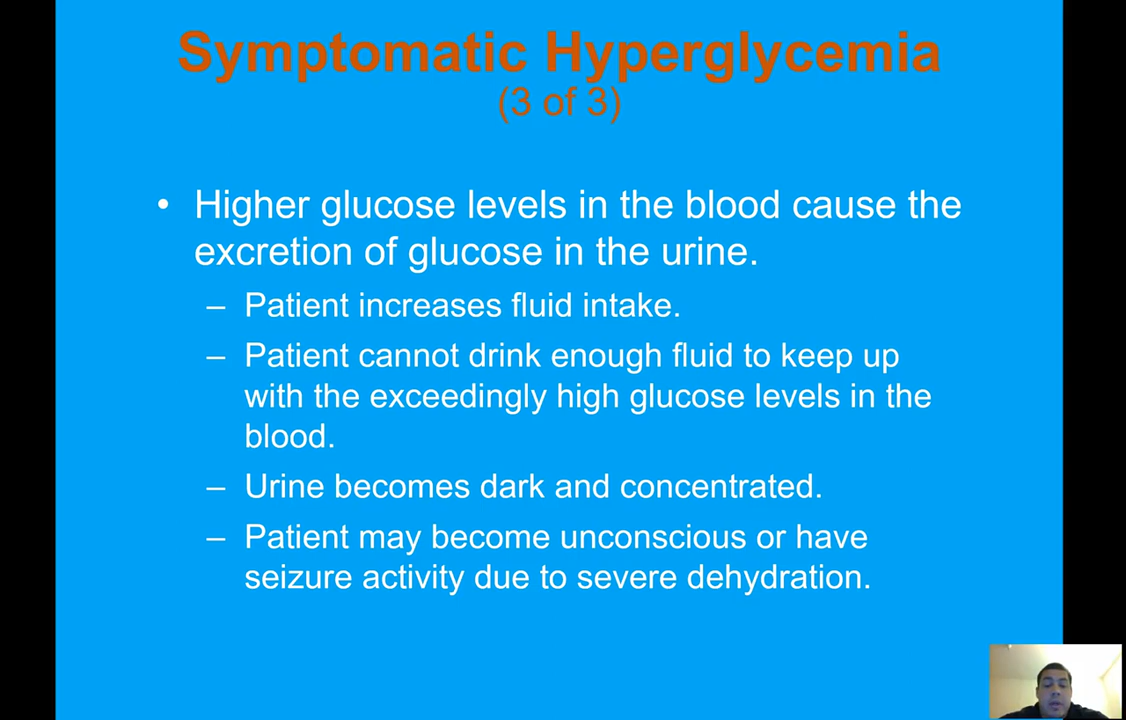 Symptomatic Hyperglycemia
(3 of 3)
• Higher glucose levels in the blood cause the
excretion of glucose in the urine.
– Patient increases fluid intake.
– Patient cannot drink enough fluid to keep up
with the exceedingly high glucose levels in the
blood.
– Urine becomes dark and concentrated.
– Patient may become unconscious or have
seizure activity due to severe dehydration.